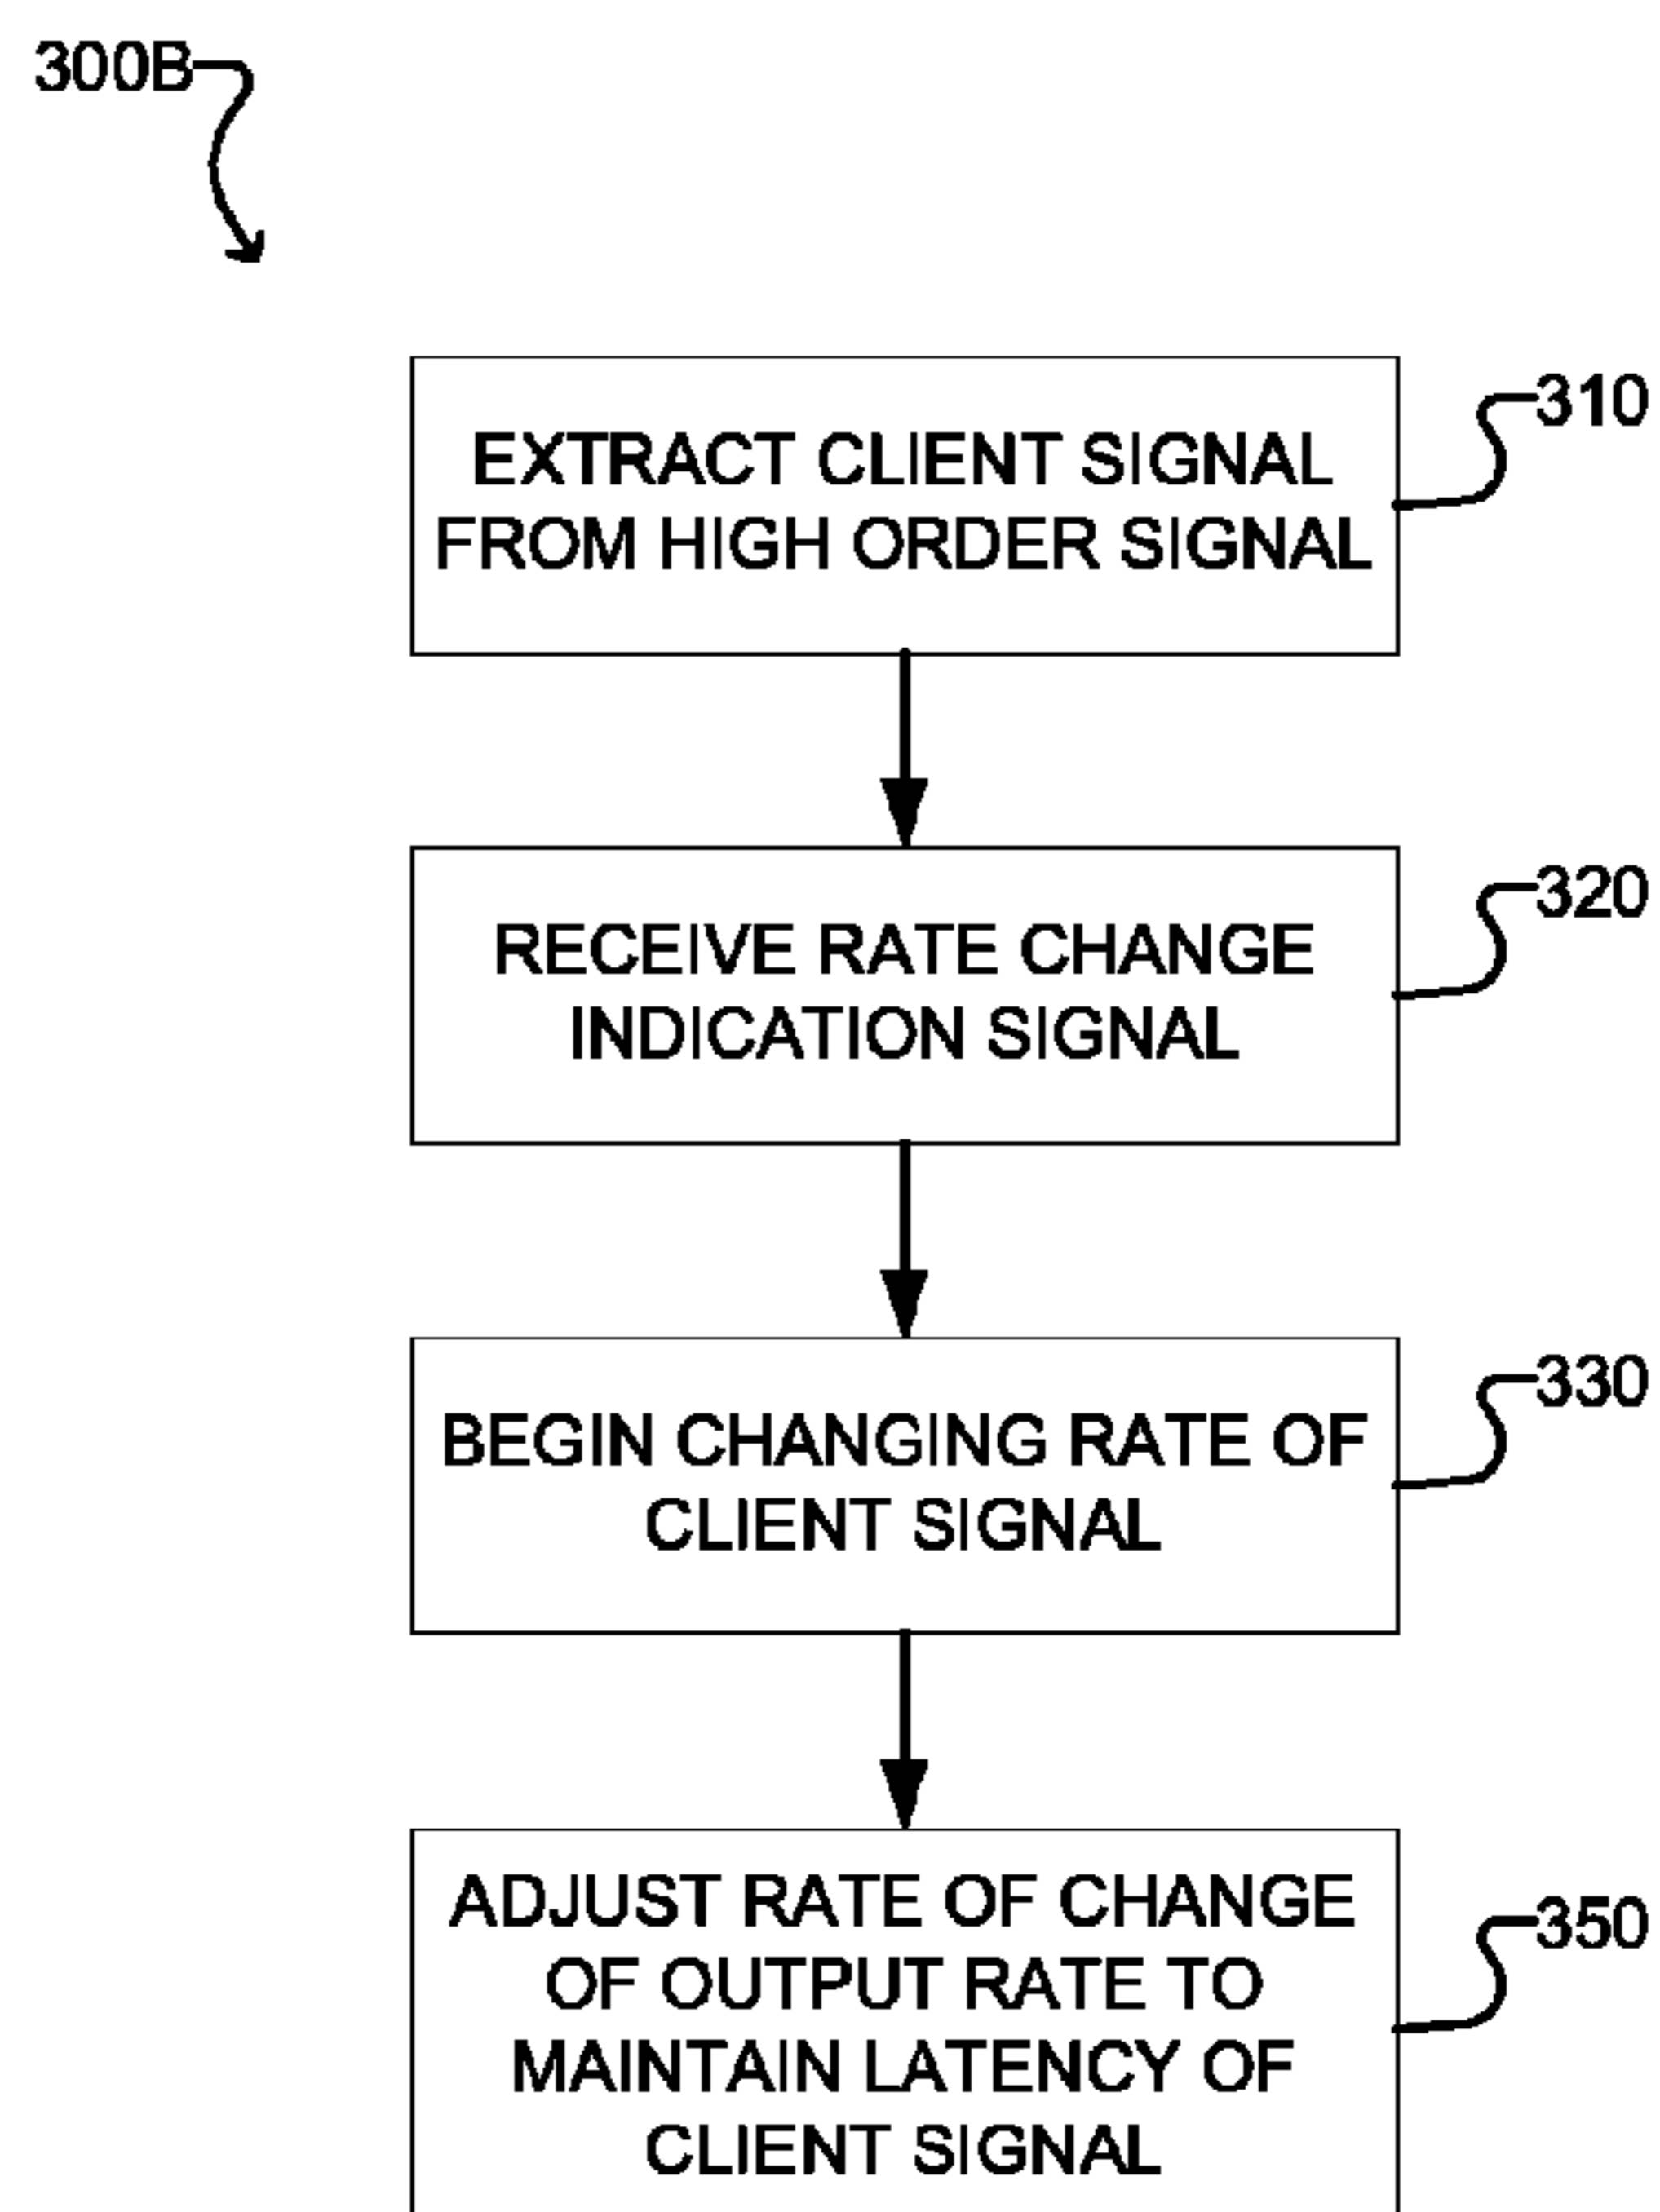 300B
EXTRACT CLIENT SIGNAL
FROM HIGH ORDER SIGNAL
310
RECEIVE RATE CHANGE
INDICATION SIGNAL
320
BEGIN CHANGING RATE OF
CLIENT SIGNAL
330
ADJUST RATE OF CHANGE
OF OUTPUT RATE TO
MAINTAIN LATENCY OF
CLIENT SIGNAL
350